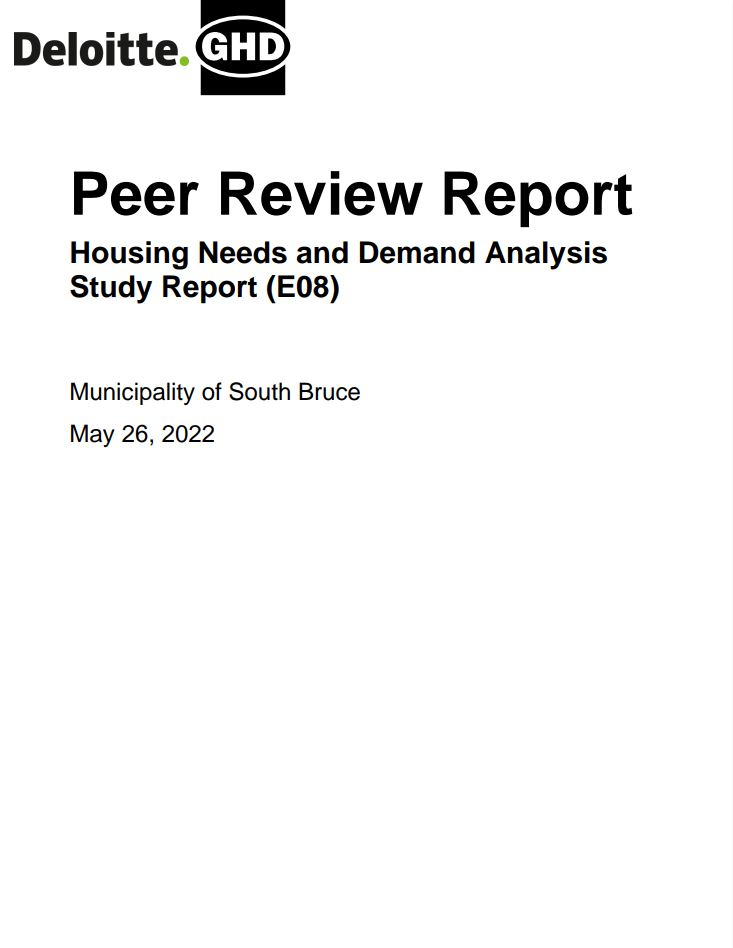 Deloitte. GHD
Peer Review Report
Housing Needs and Demand Analysis
Study Report (E08)
Municipality of South Bruce
May 26, 2022